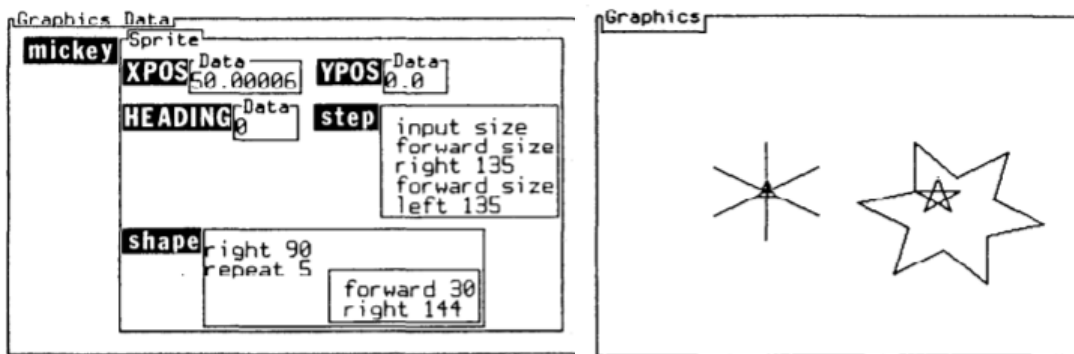 Graphics Data
mickey
Sprite
XPOS
Data
50.00006
YPOS
Data
0.0
HEADING
Data
0
step
input size
forward size
right 135
forward size
left 135
shape
right 90
repeat 5
forward 30
right 144
Graphics